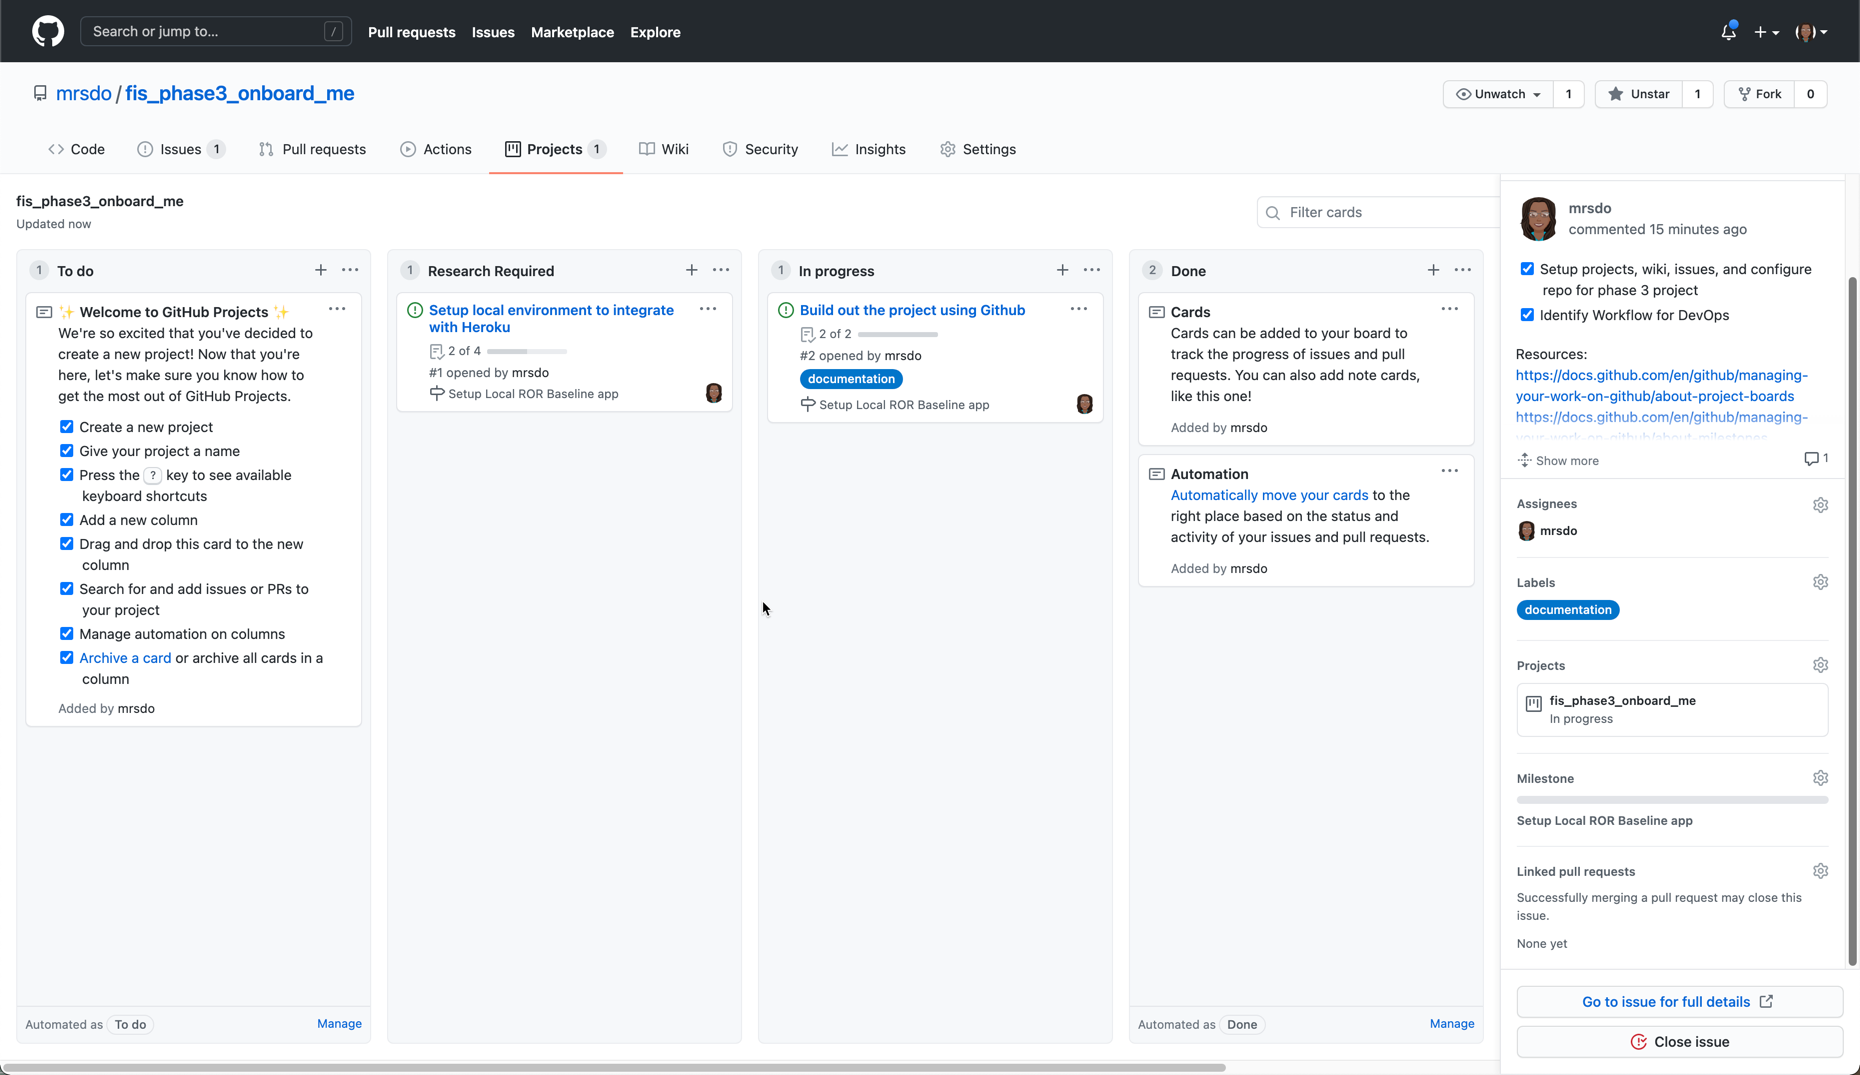 Search or jump to...
/
Pull requests
Issues
Marketplace
Explore
mrsdo / fis_phase3_onboard_me
Unwatch
1
Unstar
1
Fork
0
Code
Issues 1
Pull requests
Actions
Projects 1
Wiki
Security
Insights
Settings
fis_phase3_onboard_me
Updated now
Filter cards
1 To do
✨ Welcome to GitHub Projects ✨
We're so excited that you've decided to
create a new project! Now that you're
here, let's make sure you know how to
get the most out of GitHub Projects.
Create a new project
Give your project a name
Press the ? key to see available
keyboard shortcuts
Add a new column
Drag and drop this card to the new
column
Search for and add issues or PRs to
your project
Manage automation on columns
Archive a card or archive all cards in a
column
Added by mrsdo
Automated as To do
Manage
1 Research Required
Setup local environment to integrate
with Heroku
2 of 4
#1 opened by mrsdo
Setup Local ROR Baseline app
1 In progress
Build out the project using Github
2 of 2
#2 opened by mrsdo
documentation
Setup Local ROR Baseline app
2 Done
Cards
Cards can be added to your board to
track the progress of issues and pull
requests. You can also add note cards,
like this one!
Added by mrsdo
Automation
Automatically move your cards to the
right place based on the status and
activity of your issues and pull requests.
Added by mrsdo
Automated as Done
Manage
mrsdo
commented 15 minutes ago
Setup projects, wiki, issues, and configure
repo for phase 3 project
Identify Workflow for DevOps
Resources:
https://docs.github.com/en/github/managing-
your-work-on-github/about-project-boards
https://docs.github.com/en/github/managing-
your-work-on-github/about-milestones
Show more
1
Assignees
mrsdo
Labels
documentation
Projects
fis_phase3_onboard_me
In progress
Milestone
Setup Local ROR Baseline app
Linked pull requests
Successfully merging a pull request may close this
issue.
None yet
Go to issue for full details
Close issue